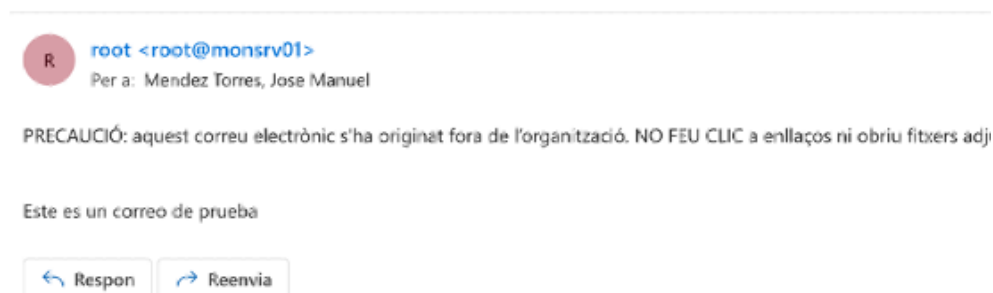 R
root <root@monsrv01>
Per a: Mendez Torres, Jose Manuel
PRECAUCIÓ: aquest correu electrònic s'ha originat fora de l'organització. NO FEU CLIC a enllaços ni obriu fitxers adju
Este es un correo de prueba
Respon Reenvia